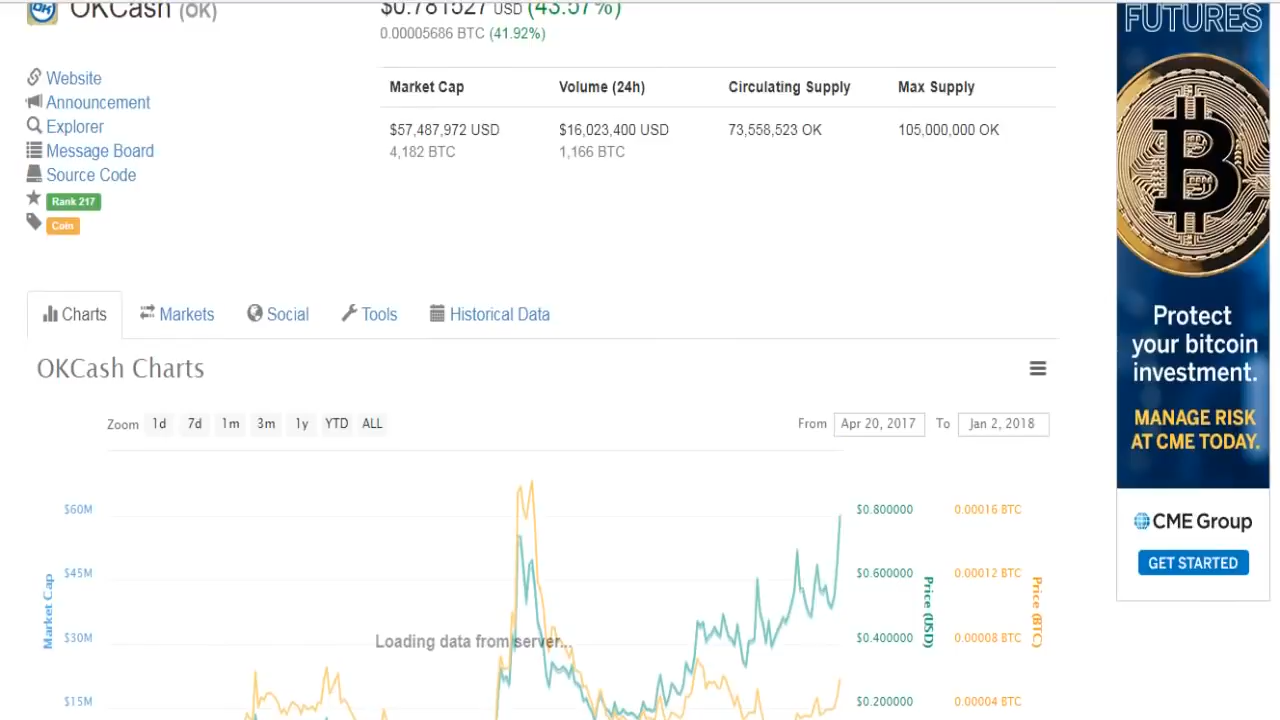 OKCash (OK)
$0.781527 USD (43.57%)
0.00005686 BTC (41.92%)
Website
Announcement
Explorer
Message Board
Source Code
Rank 217
Coin
Market Cap Volume (24h) Circulating Supply Max Supply
$57,487,972 USD $16,023,400 USD 73,558,523 OK 105,000,000 OK
4,182 BTC 1,166 BTC
Charts Markets Social Tools Historical Data
OKCash Charts
Zoom 1d 7d 1m 3m 1y YTD ALL From Apr 20, 2017 To Jan 2, 2018
$60M $0.800000 0.00016 BTC
$45M $0.600000 0.00012 BTC
$30M $0.400000 0.00008 BTC
$15M $0.200000 0.00004 BTC
Market Cap
Price (USD)
Price (BTC)
Loading data from server...
FUTURES
Protect
your bitcoin
investment.
MANAGE RISK
AT CME TODAY.
CME Group
GET STARTED